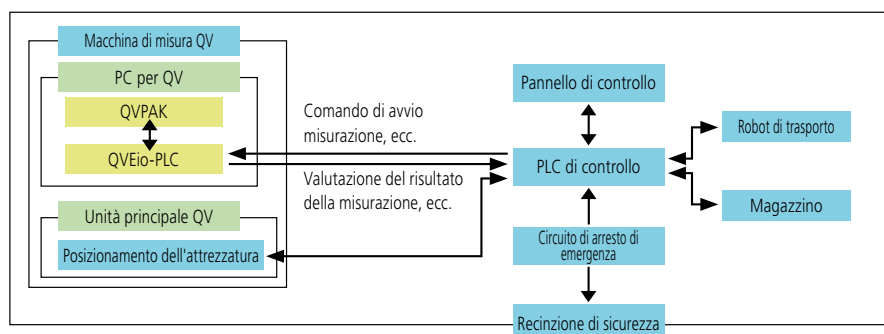 Macchina di misura QV
PC per QV
QVPAK
QVEio-PLC
Unità principale QV
Posizionamento dell'attrezzatura
Comando di avvio
misurazione, ecc.
Valutazione del risultato
della misurazione, ecc.
Pannello di controllo
PLC di controllo
Circuito di arresto di
emergenza
Recinzione di sicurezza
Robot di trasporto
Magazzino